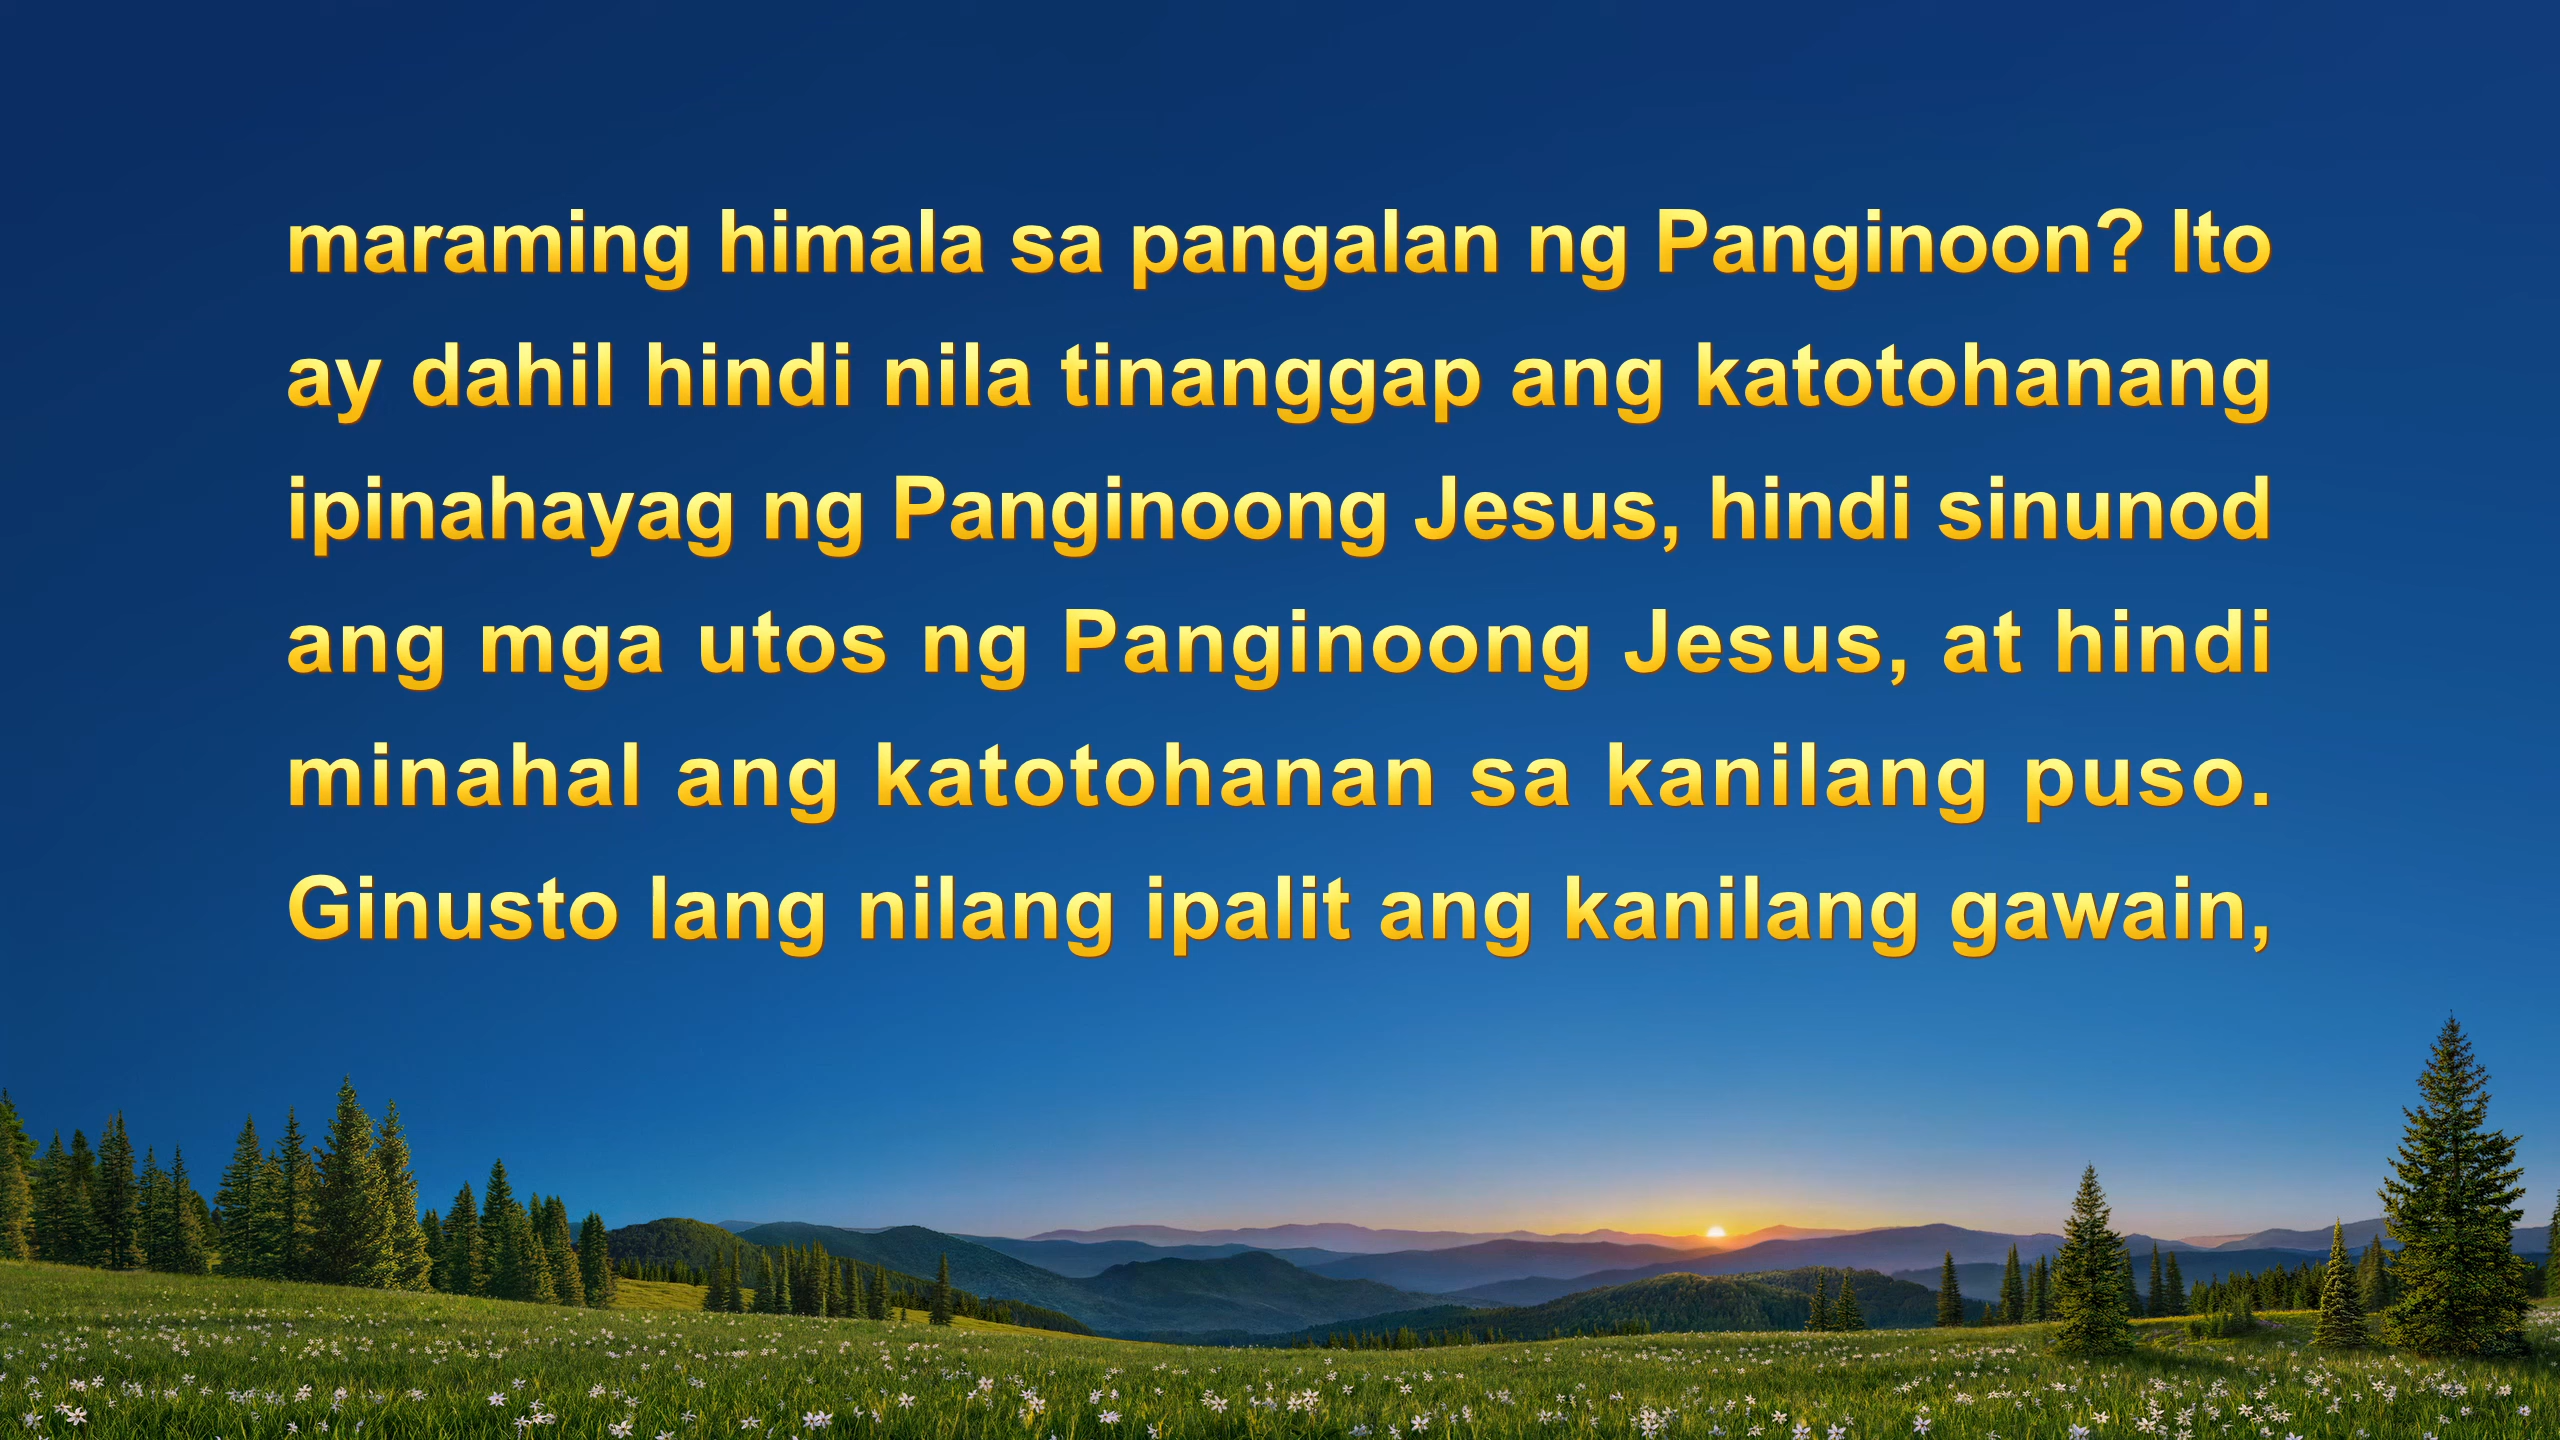 maraming himala sa pangalan ng Panginoon? Ito
ay dahil hindi nila tinanggap ang katotohanang
ipinahayag ng Panginoong Jesus, hindi sinunod
ang mga utos ng Panginoong Jesus, at hindi
minahal ang katotohanan sa kanilang puso.
Ginusto lang nilang ipalit ang kanilang gawain,